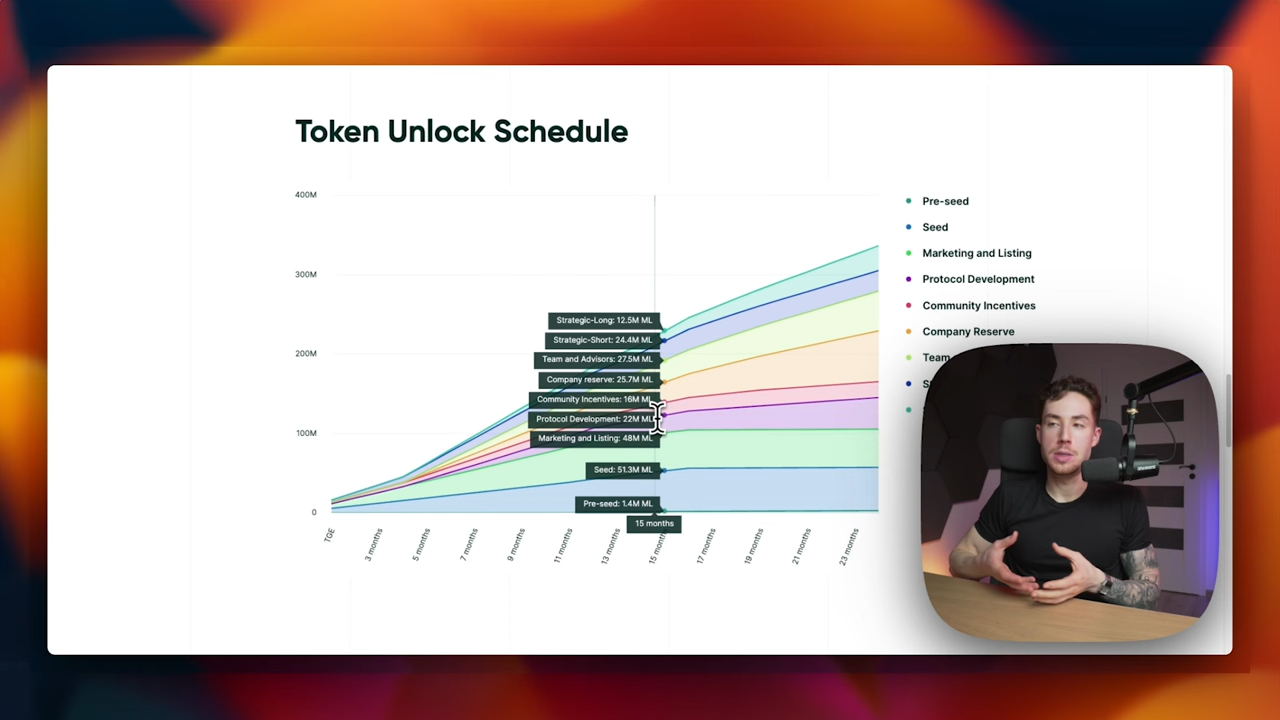 Token Unlock Schedule
400M
300M
200M
100M
0
Strategic-Long: 12.5M ML
Strategic-Short: 24.4M ML
Team and Advisors: 27.5M ML
Company reserve: 25.7M ML
Community Incentives: 16M ML
Protocol Development: 22M ML
Marketing and Listing: 48M ML
Seed: 51.3M ML
Pre-seed: 1.4M ML
15 months
TGE
3 months
5 months
7 months
9 months
11 months
13 months
15 months
17 months
19 months
21 months
23 months
Pre-seed
Seed
Marketing and Listing
Protocol Development
Community Incentives
Company Reserve
Team